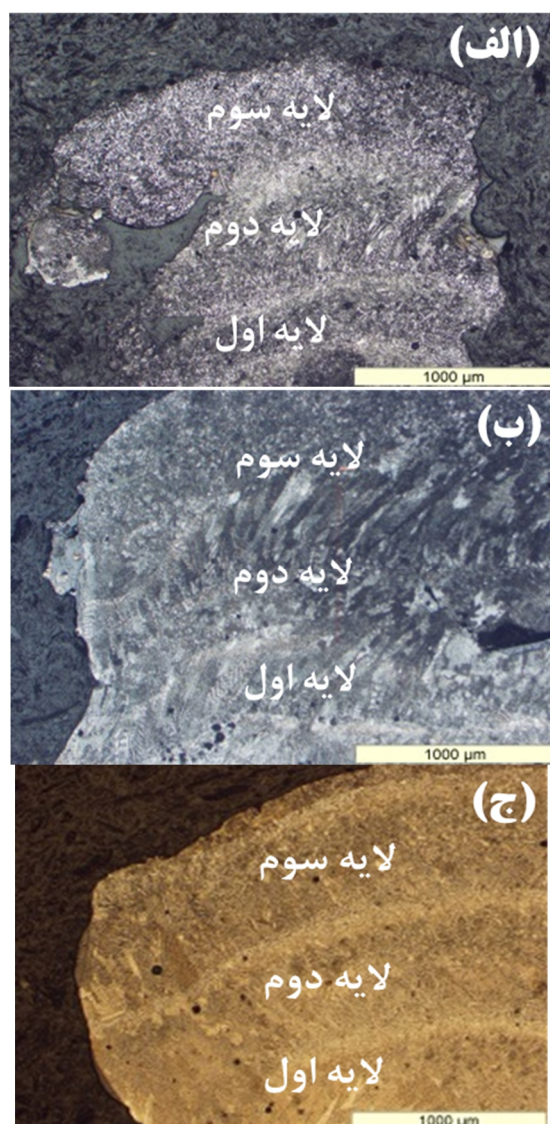 (الف)
لایه سوم
لایه دوم
لایه اول
1000 µm
(ب)
لایه سوم
لایه دوم
لایه اول
1000 µm
(ج)
لایه سوم
لایه دوم
لایه اول
1000 µm